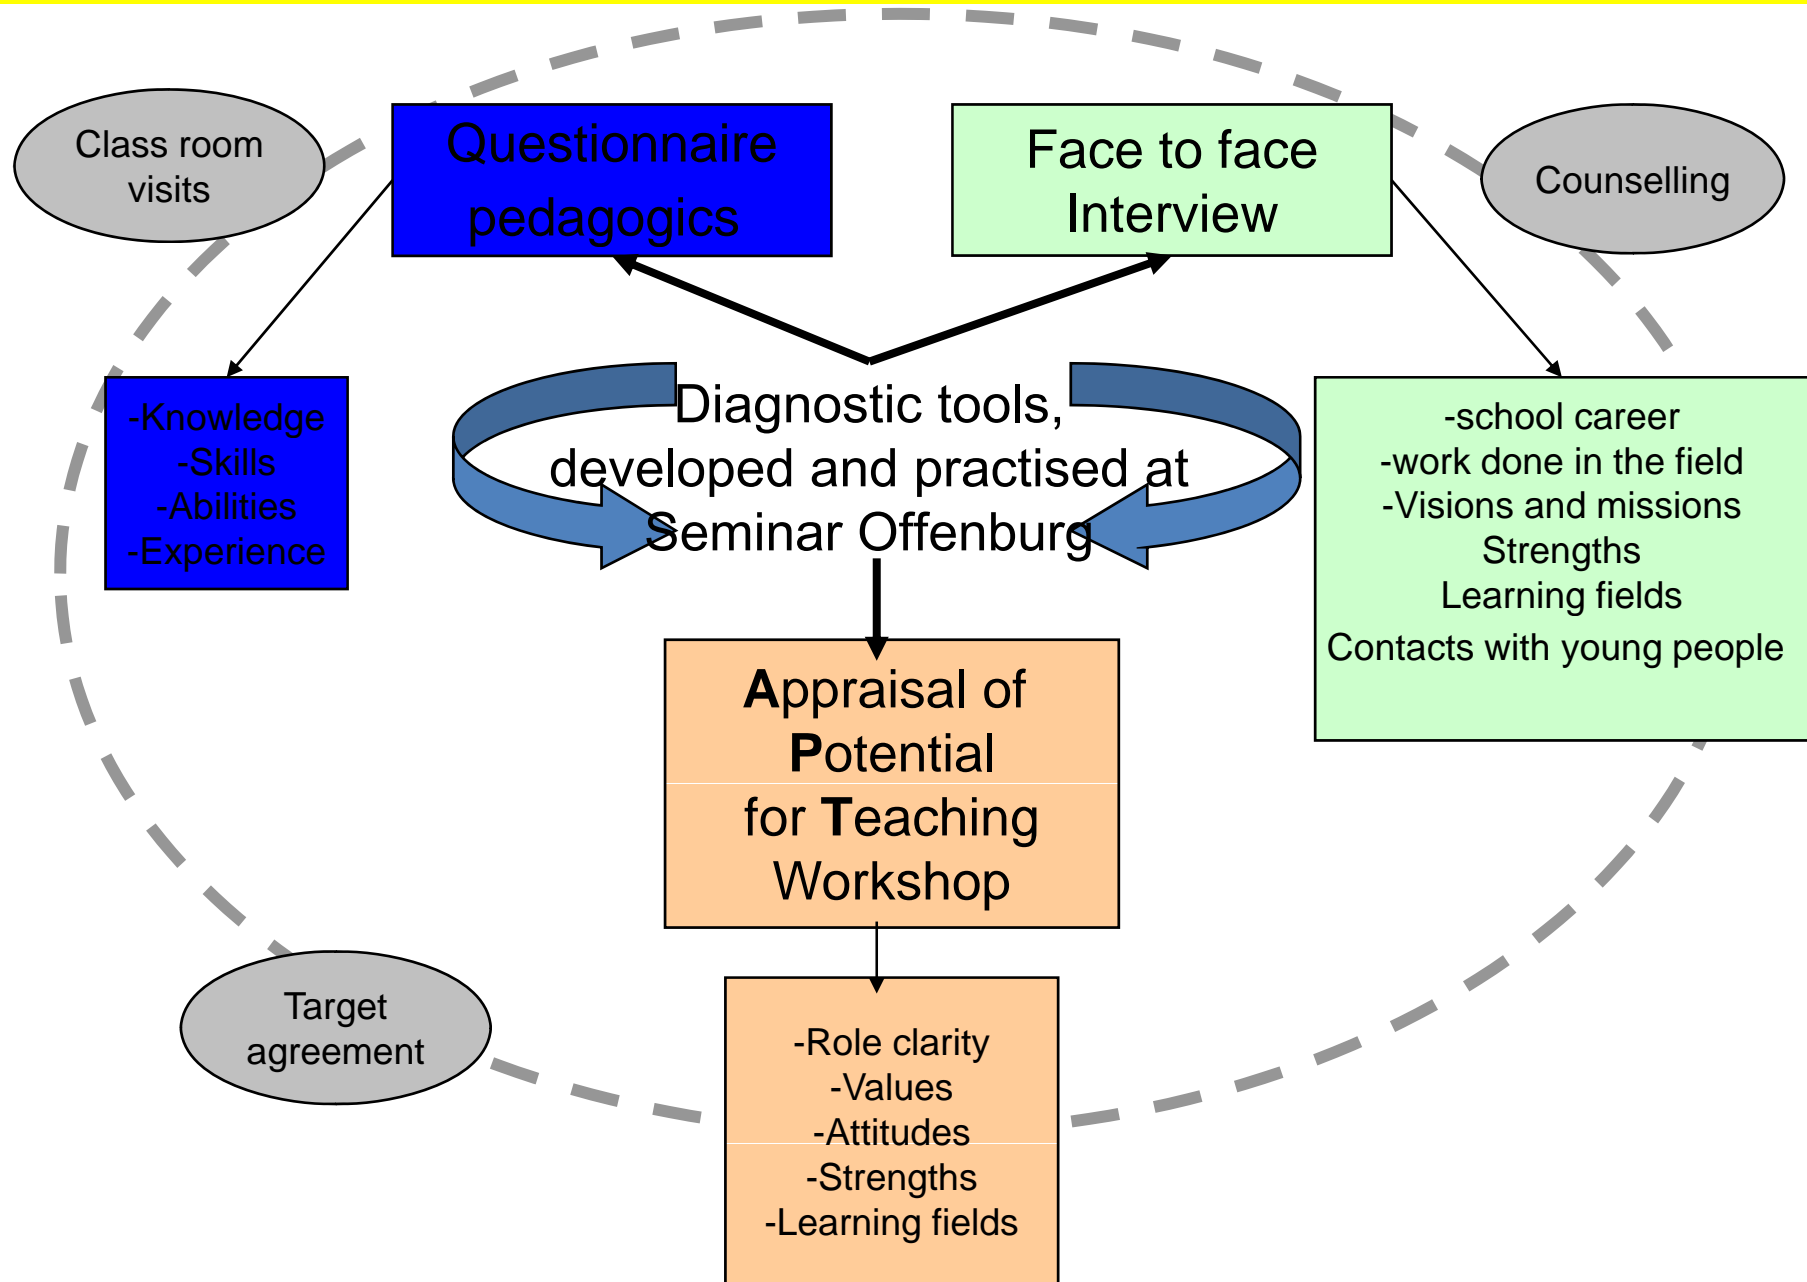 Class room
visits
Questionnaire
pedagogics
Face to face
Interview
Counselling
-Knowledge
-Skills
-Abilities
-Experience
Diagnostic tools,
developed and practised at
Seminar Offenburg
-school career
-work done in the field
-Visions and missions
Strengths
Learning fields
Contacts with young people
Appraisal of
Potential
for Teaching
Workshop
Target
agreement
-Role clarity
-Values
-Attitudes
-Strengths
-Learning fields